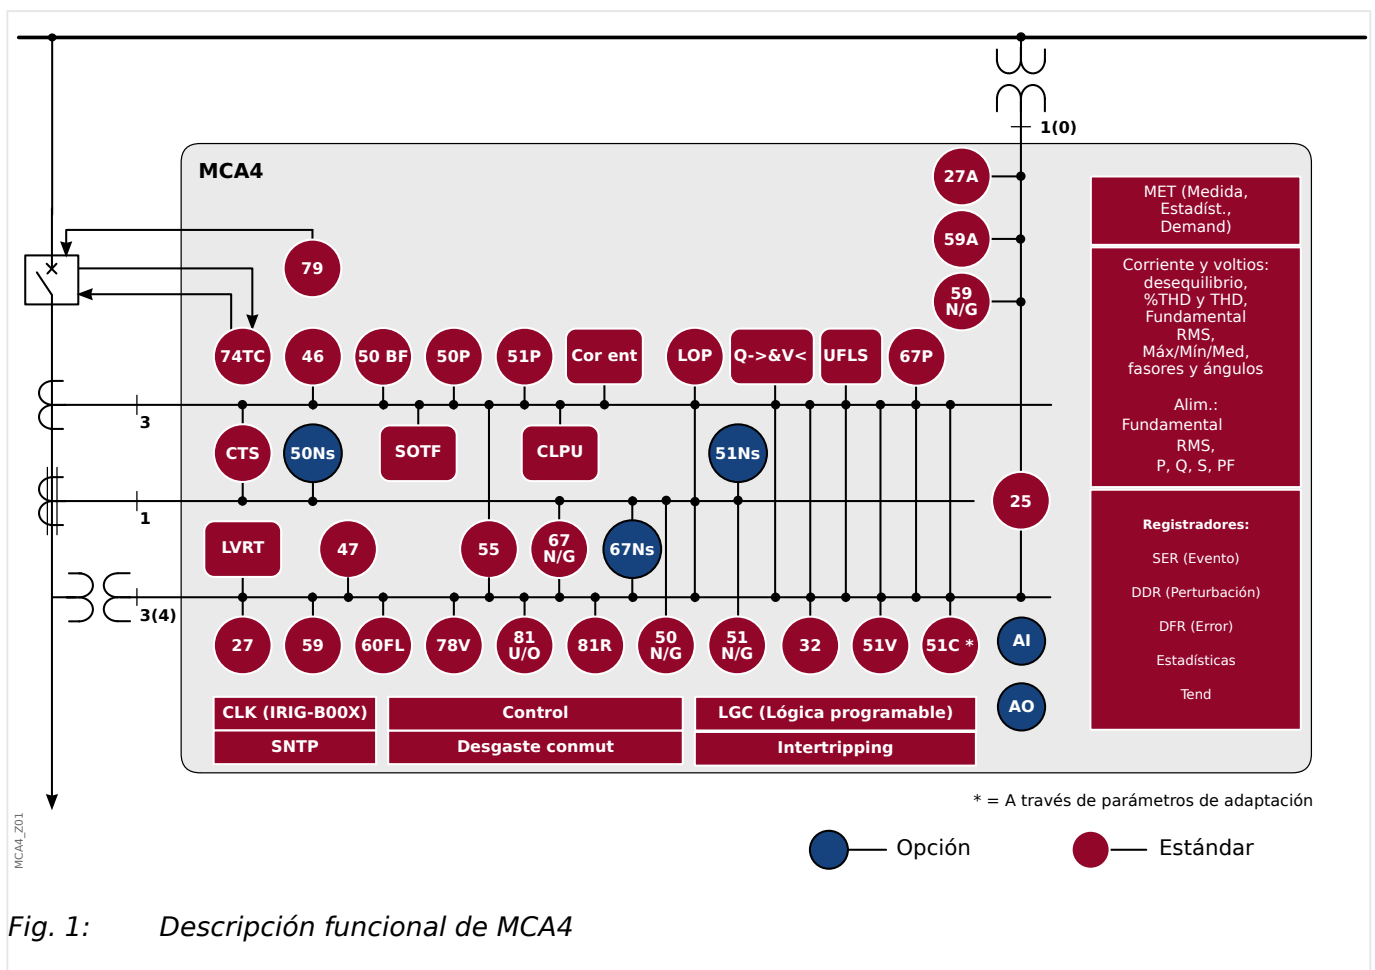 1(0)
MCA4
27A
59A
59
N/G
79
74TC
46
50 BF
50P
51P
Cor ent
LOP
Q->&V<
UFLS
67P
3
CTS
50Ns
SOTF
CLPU
51Ns
1
25
LVRT
47
55
67
N/G
67Ns
3(4)
27
59
60FL
78V
81
U/O
81R
50
N/G
51
N/G
32
51V
51C *
AI
AO
MET (Medida,
Estadíst.,
Demand)
Corriente y voltios:
desequilibrio,
%THD y THD,
Fundamental
RMS,
Máx/Mín/Med,
fasores y ángulos
Alim.:
Fundamental
RMS,
P, Q, S, PF
Registradores:
SER (Evento)
DDR (Perturbación)
DFR (Error)
Estadísticas
Tend
CLK (IRIG-B00X)
Control
LGC (Lógica programable)
SNTP
Desgaste conmut
Intertripping
* = A través de parámetros de adaptación
MCA4_Z01
Opción
Estándar
Fig. 1: Descripción funcional de MCA4